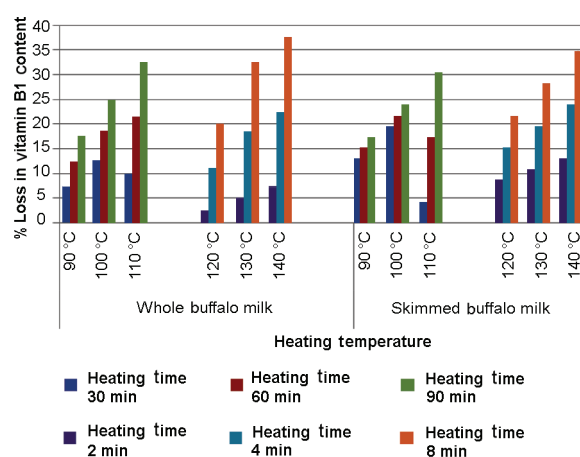 % Loss in vitamin B1 content
40
35
30
25
20
15
10
5
0
90 °C
100 °C
110 °C
120 °C
130 °C
140 °C
90 °C
100 °C
110 °C
120 °C
130 °C
140 °C
Whole buffalo milk
Skimmed buffalo milk
Heating temperature
Heating time
30 min
Heating time
60 min
Heating time
90 min
Heating time
2 min
Heating time
4 min
Heating time
8 min